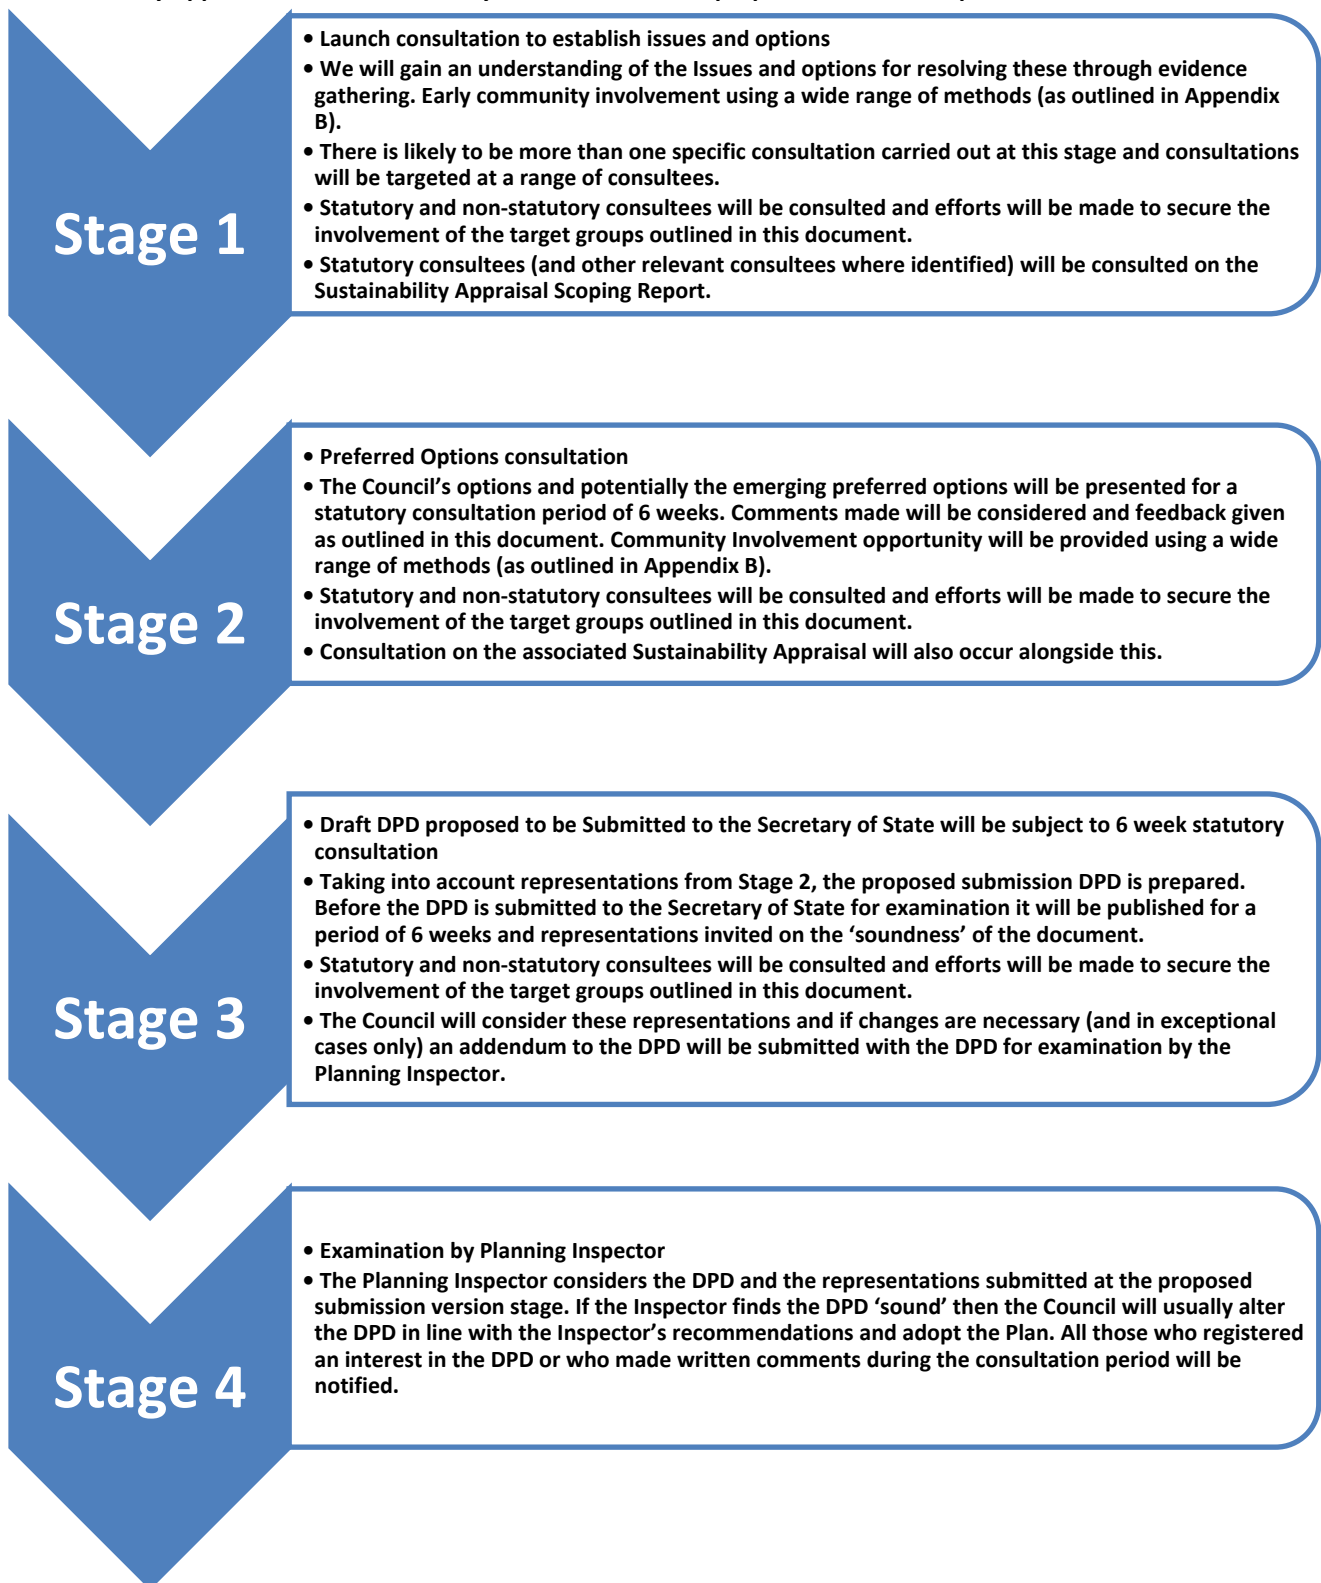 Stage 1
• Launch consultation to establish issues and options
• We will gain an understanding of the Issues and options for resolving these through evidence
gathering. Early community involvement using a wide range of methods (as outlined in Appendix
B).
• There is likely to be more than one specific consultation carried out at this stage and consultations
will be targeted at a range of consultees.
• Statutory and non-statutory consultees will be consulted and efforts will be made to secure the
involvement of the target groups outlined in this document.
• Statutory consultees (and other relevant consultees where identified) will be consulted on the
Sustainability Appraisal Scoping Report.
Stage 2
• Preferred Options consultation
• The Council’s options and potentially the emerging preferred options will be presented for a
statutory consultation period of 6 weeks. Comments made will be considered and feedback given
as outlined in this document. Community Involvement opportunity will be provided using a wide
range of methods (as outlined in Appendix B).
• Statutory and non-statutory consultees will be consulted and efforts will be made to secure the
involvement of the target groups outlined in this document.
• Consultation on the associated Sustainability Appraisal will also occur alongside this.
Stage 3
• Draft DPD proposed to be Submitted to the Secretary of State will be subject to 6 week statutory
consultation
• Taking into account representations from Stage 2, the proposed submission DPD is prepared.
Before the DPD is submitted to the Secretary of State for examination it will be published for a
period of 6 weeks and representations invited on the ‘soundness’ of the document.
• Statutory and non-statutory consultees will be consulted and efforts will be made to secure the
involvement of the target groups outlined in this document.
• The Council will consider these representations and if changes are necessary (and in exceptional
cases only) an addendum to the DPD will be submitted with the DPD for examination by the
Planning Inspector.
Stage 4
• Examination by Planning Inspector
• The Planning Inspector considers the DPD and the representations submitted at the proposed
submission version stage. If the Inspector finds the DPD ‘sound’ then the Council will usually alter
the DPD in line with the Inspector’s recommendations and adopt the Plan. All those who registered
an interest in the DPD or who made written comments during the consultation period will be
notified.